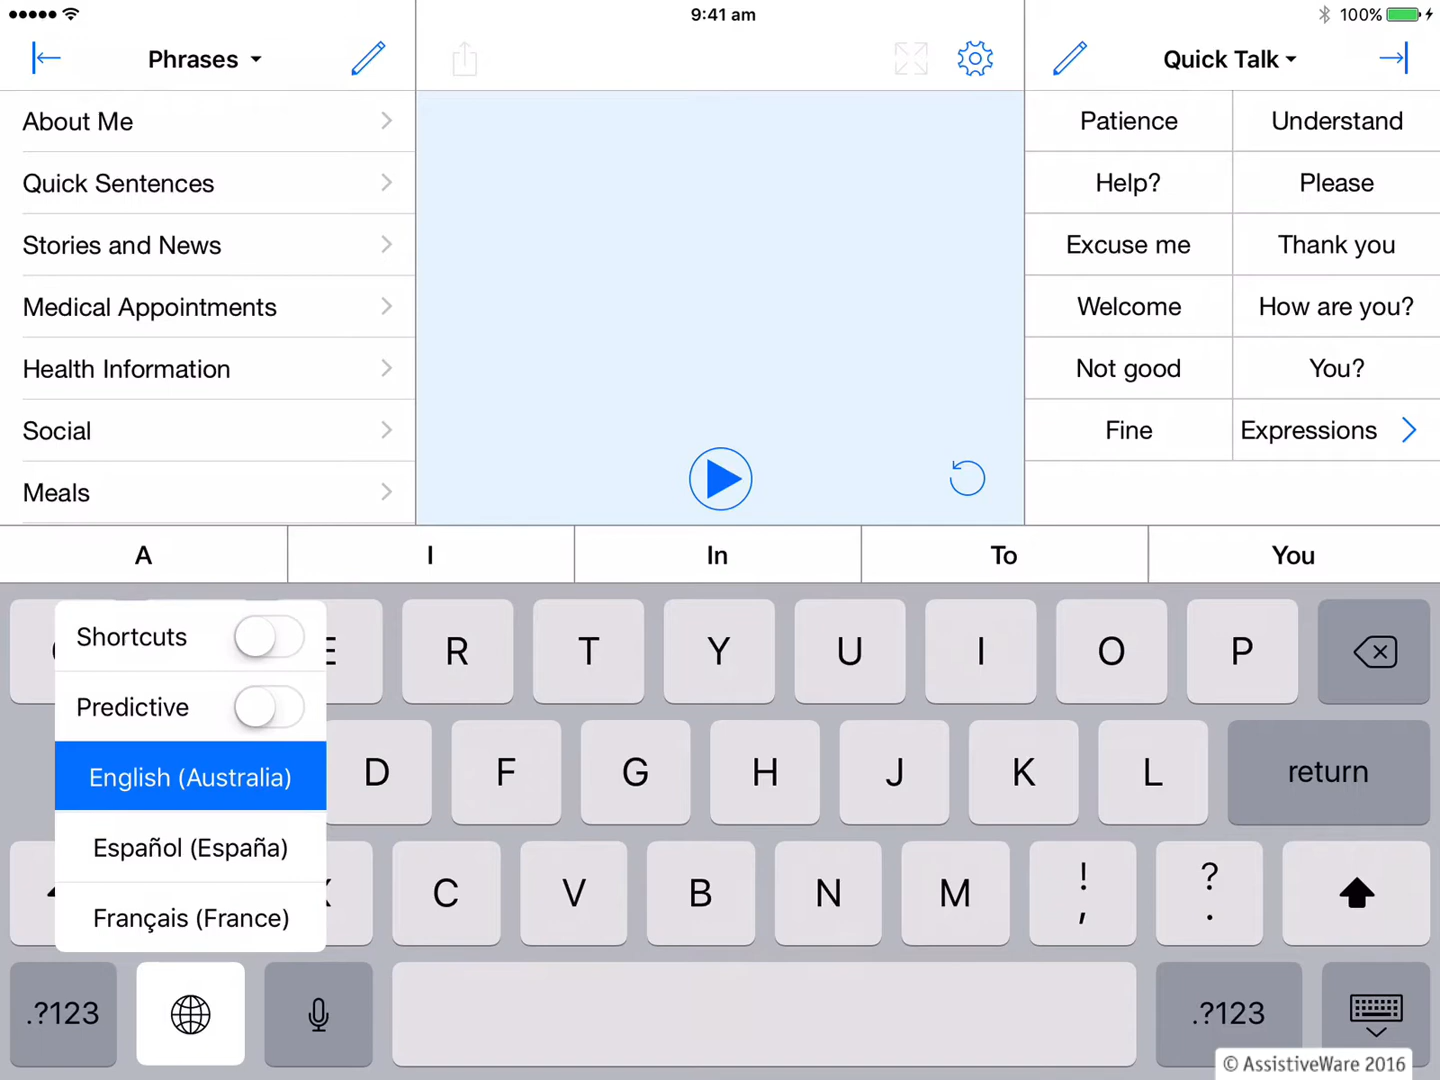 9:41 am
100%
Phrases
Quick Talk
About Me
Quick Sentences
Stories and News
Medical Appointments
Health Information
Social
Meals
Patience
Understand
Help?
Please
Excuse me
Thank you
Welcome
How are you?
Not good
You?
Fine
Expressions
A
I
In
To
You
E R T Y U I O P
D F G H J K L return
C V B N M ! , ? .
Shortcuts
Predictive
English (Australia)
Español (España)
Français (France)
.?123
.?123
© AssistiveWare 2016